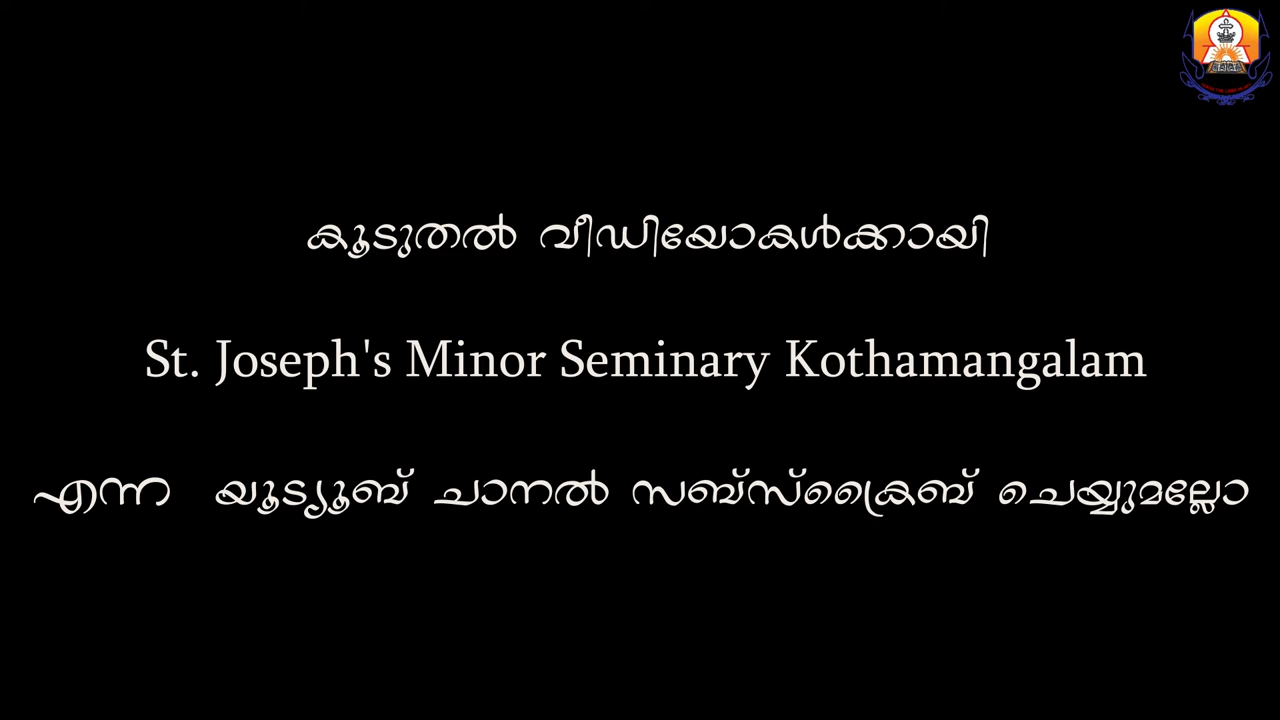 കൂടുതൽ വീഡിയോകൾക്കായി
St. Joseph's Minor Seminary Kothamangalam
എന്ന യൂട്യൂബ് ചാനൽ സബ്സ്ക്രൈബ് ചെയ്യുമല്ലോ